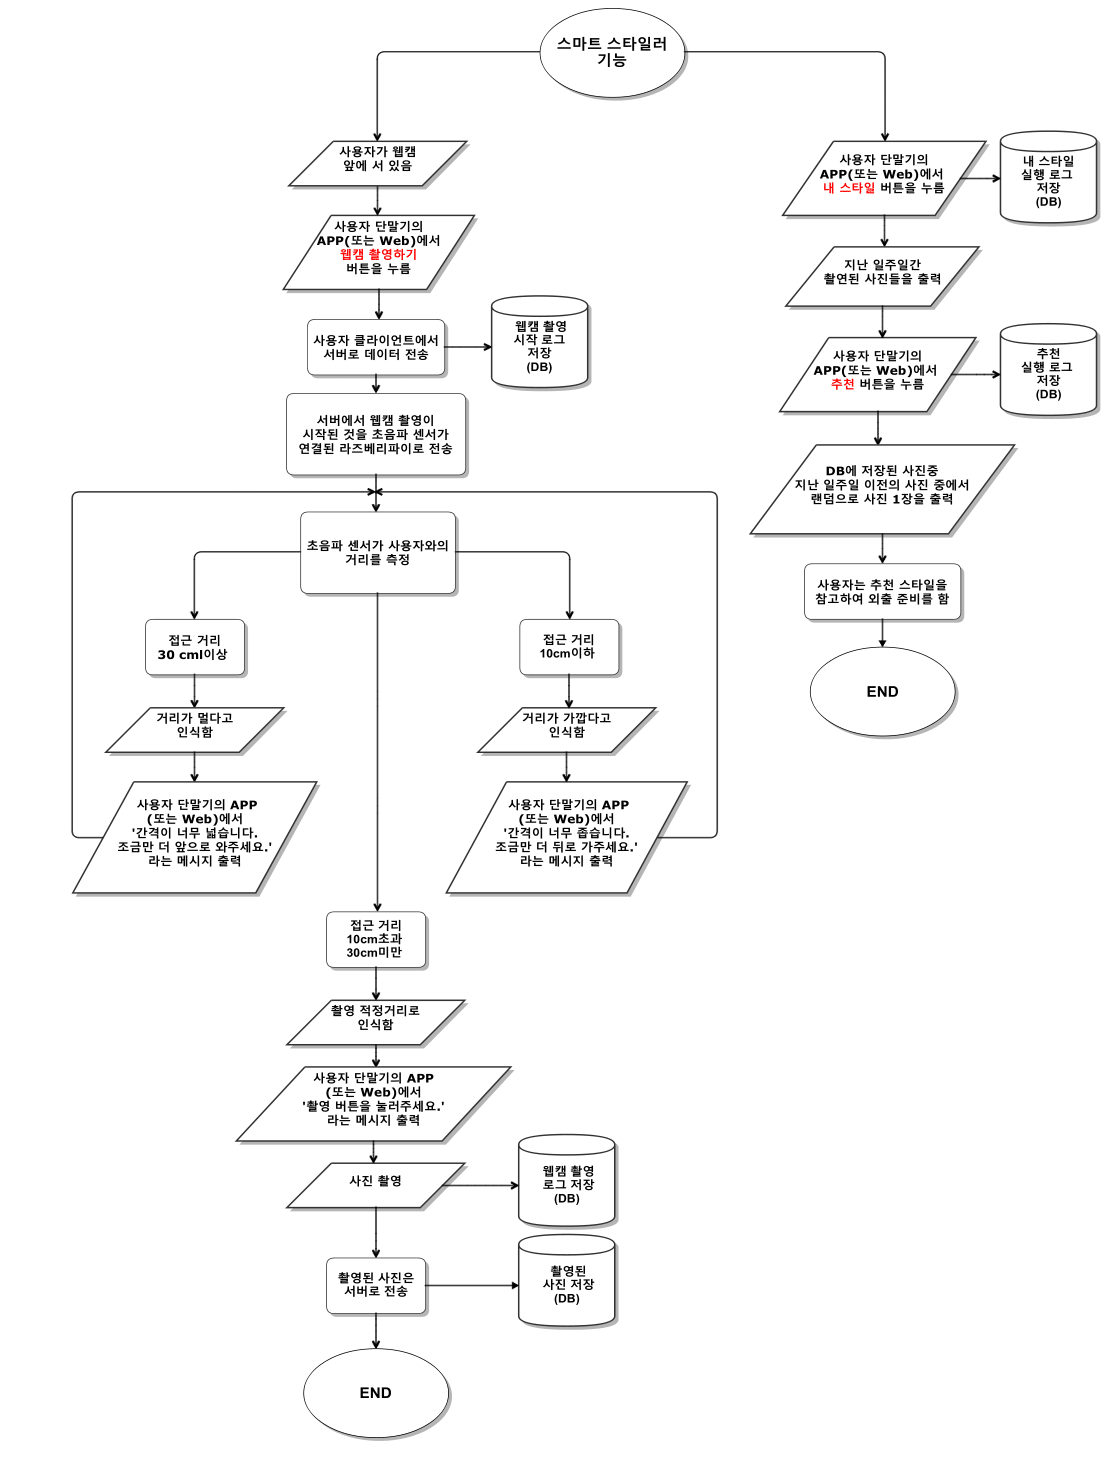 스마트 스타일러
기능
사용자가 웹캠
앞에 서 있음
사용자 단말기의
APP(또는 Web)에서
웹캠 촬영하기
버튼을 누름
사용자 클라이언트에서
서버로 데이터 전송
웹캠 촬영
시작 로그
저장
(DB)
서버에서 웹캠 촬영이
시작된 것을 초음파 센서가
연결된 라즈베리파이로 전송
초음파 센서가 사용자와의
거리를 측정
접근 거리
30 cml이상
거리가 멀다고
인식함
사용자 단말기의 APP
(또는 Web)에서
'간격이 너무 넓습니다.
조금만 더 앞으로 와주세요.'
라는 메시지 출력
접근 거리
10cm이하
거리가 가깝다고
인식함
사용자 단말기의 APP
(또는 Web)에서
'간격이 너무 좁습니다.
조금만 더 뒤로 가주세요.'
라는 메시지 출력
접근 거리
10cm초과
30cm미만
촬영 적정거리로
인식함
사용자 단말기의 APP
(또는 Web)에서
'촬영 버튼을 눌러주세요.'
라는 메시지 출력
사진 촬영
웹캠 촬영
로그 저장
(DB)
촬영된 사진은
서버로 전송
촬영된
사진 저장
(DB)
END
사용자 단말기의
APP(또는 Web)에서
내 스타일 버튼을 누름
내 스타일
실행 로그
저장
(DB)
지난 일주일간
촬연된 사진들을 출력
사용자 단말기의
APP(또는 Web)에서
추천 버튼을 누름
추천
실행 로그
저장
(DB)
DB에 저장된 사진중
지난 일주일 이전의 사진 중에서
랜덤으로 사진 1장을 출력
사용자는 추천 스타일을
참고하여 외출 준비를 함
END